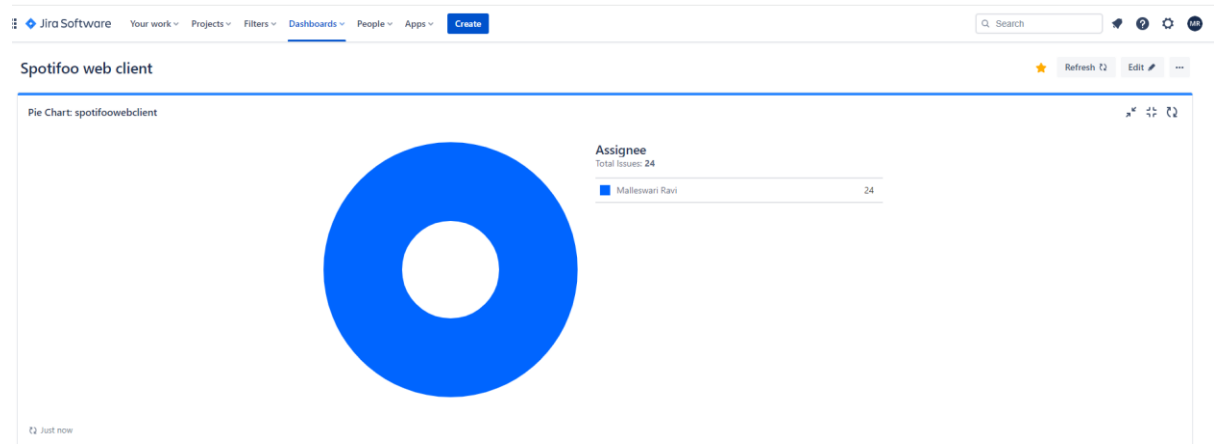 Jira Software Your work Projects Filters Dashboards People Apps Create Search MR
Spotifoo web client Refresh Edit
Pie Chart: spotifoowebclient
Assignee
Total Issues: 24
Malleswari Ravi 24
Just now